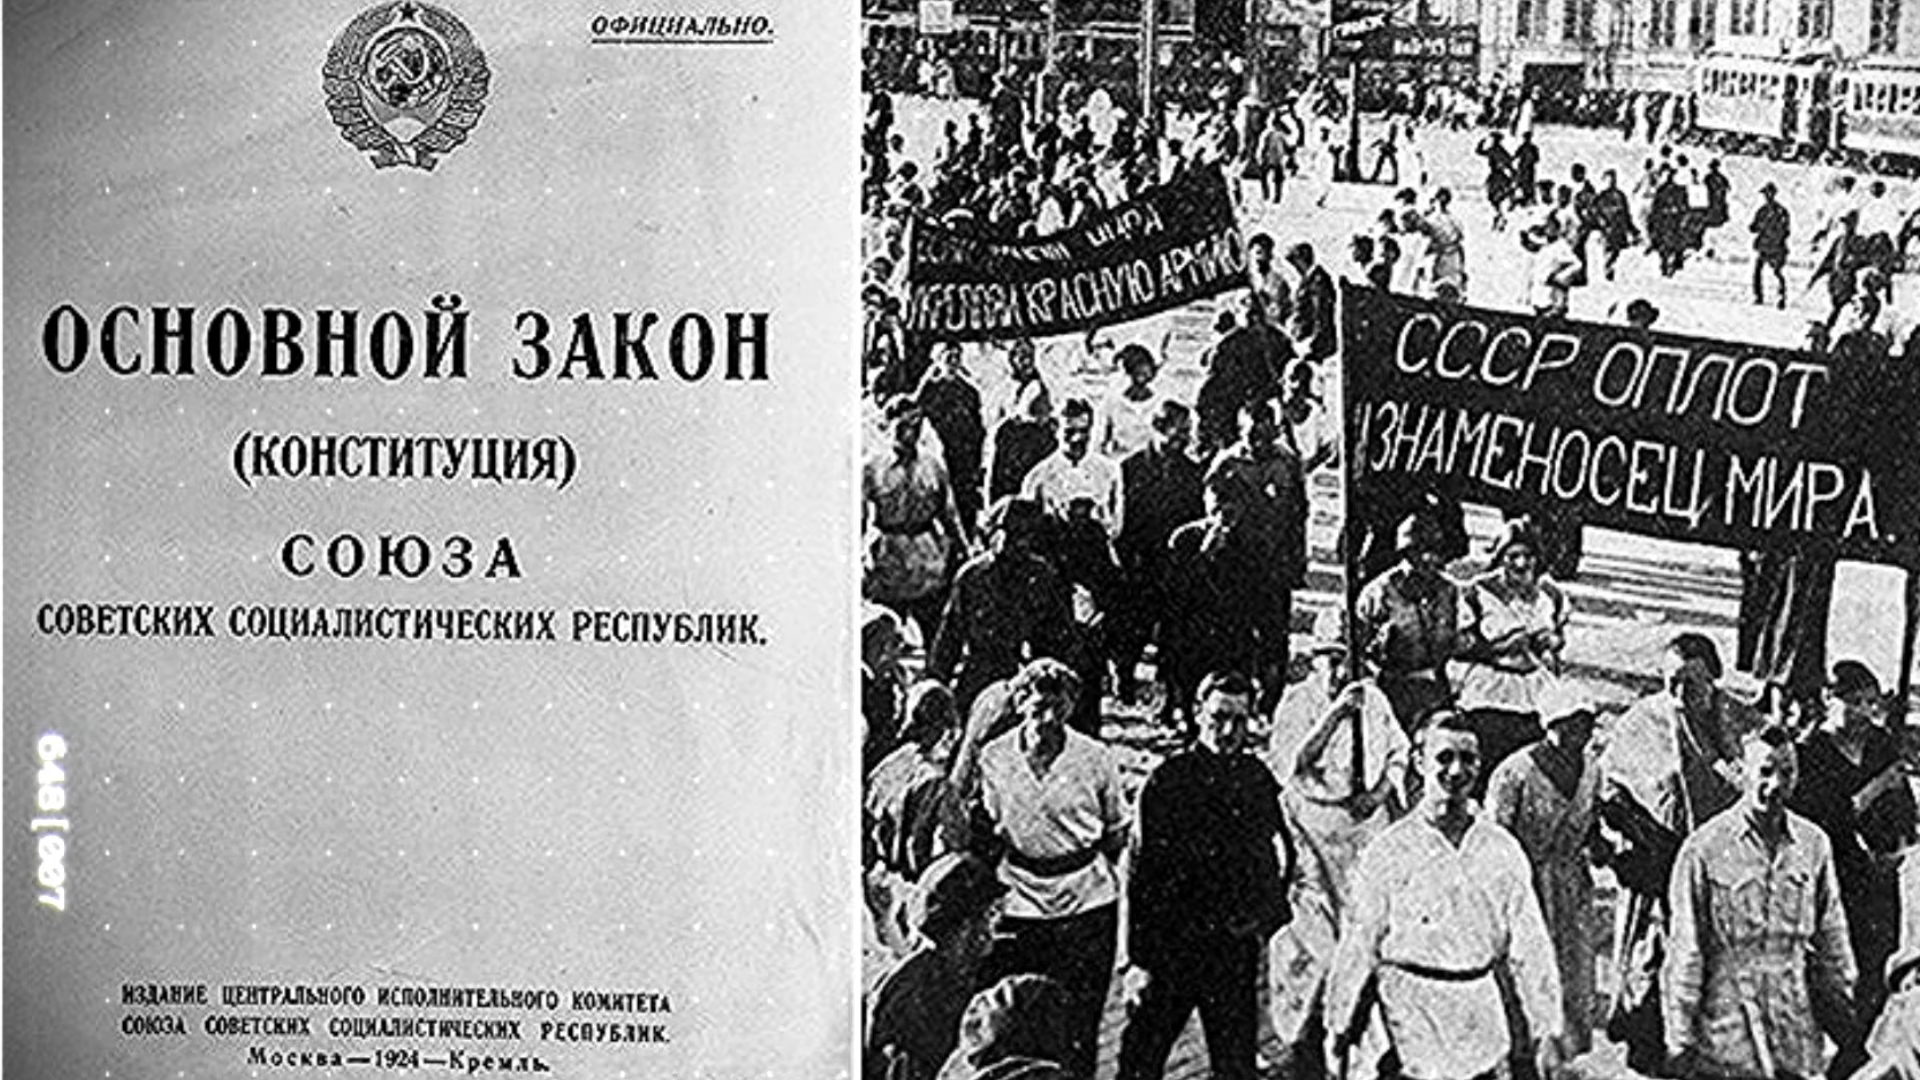 ОФИЦИАЛЬНО.
ОСНОВНОЙ ЗАКОН
(КОНСТИТУЦИЯ)
СОЮЗА
СОВЕТСКИХ СОЦИАЛИСТИЧЕСКИХ РЕСПУБЛИК.
ИЗДАНИЕ ЦЕНТРАЛЬНОГО ИСПОЛНИТЕЛЬНОГО КОМИТЕТА
СОЮЗА СОВЕТСКИХ СОЦИАЛИСТИЧЕСКИХ РЕСПУБЛИК.
Москва—1924—Кремль.
МИРА
КРАСНУЮ АРМИЮ
СССР ОПЛОТ
ИЗНАМЕНОСЕЦ МИРА